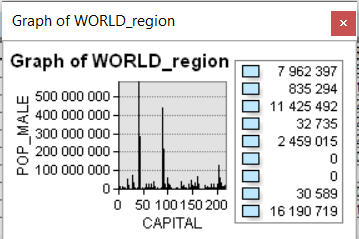 Graph of WORLD_region
Graph of WORLD_region
POP_MALE
500 000 000
400 000 000
300 000 000
200 000 000
100 000 000
0
0 50 100 150 200
CAPITAL
7 962 397
835 294
11 425 492
32 735
2 459 015
0
0
30 589
16 190 719